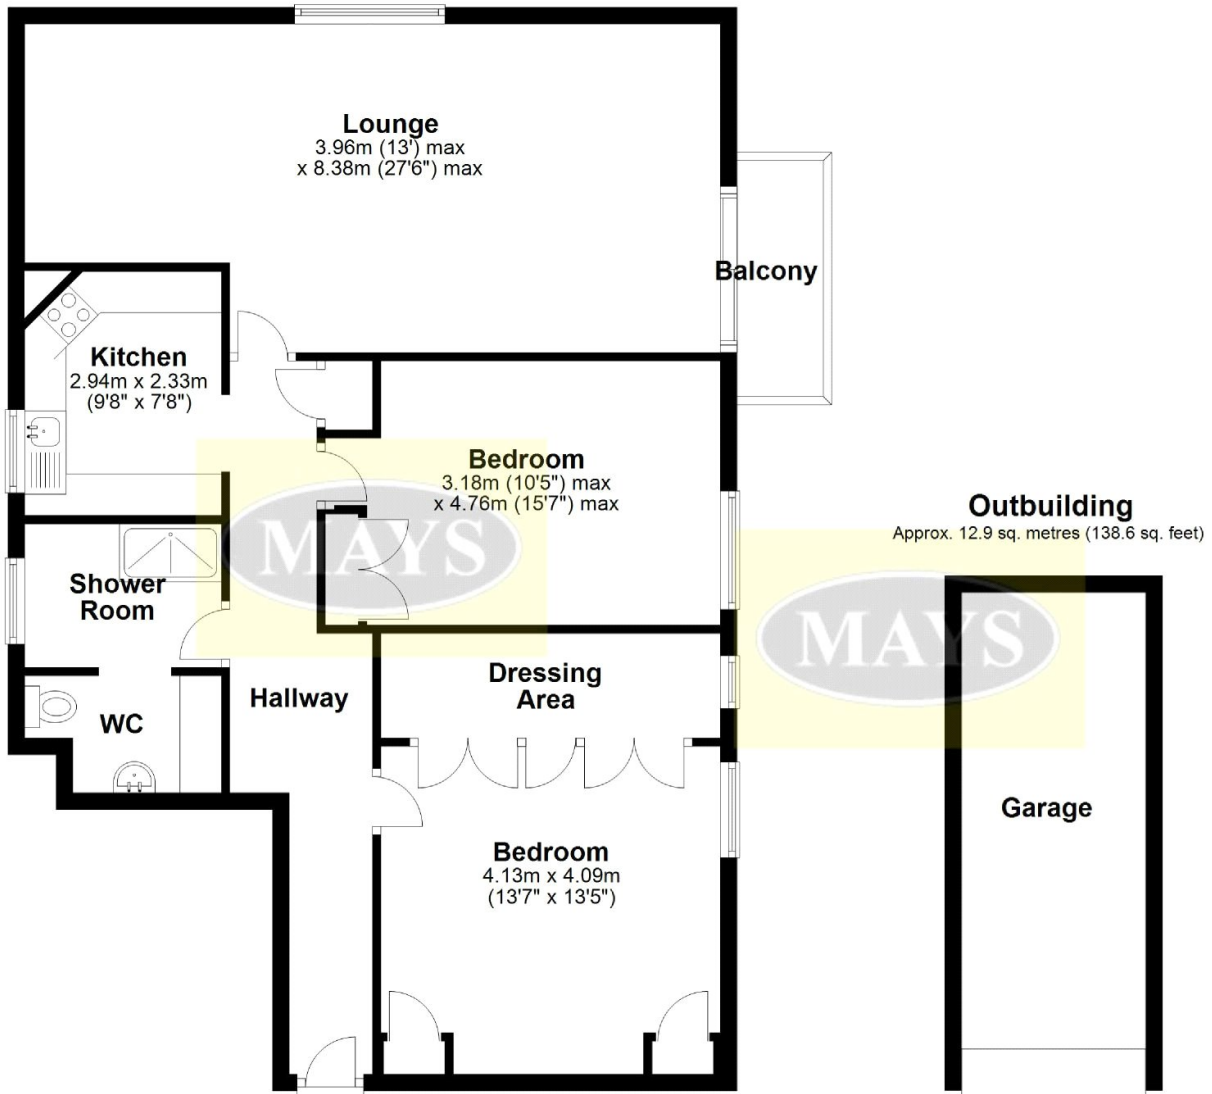 Lounge
3.96m (13') max
x 8.38m (27'6") max
Balcony
Kitchen
2.94m x 2.33m
(9'8" x 7'8")
Bedroom
3.18m (10'5") max
x 4.76m (15'7") max
MAYS
Outbuilding
Approx. 12.9 sq. metres (138.6 sq. feet)
Shower
Room
MAYS
Dressing
Area
Hallway
WC
Garage
Bedroom
4.13m x 4.09m
(13'7" x 13'5")